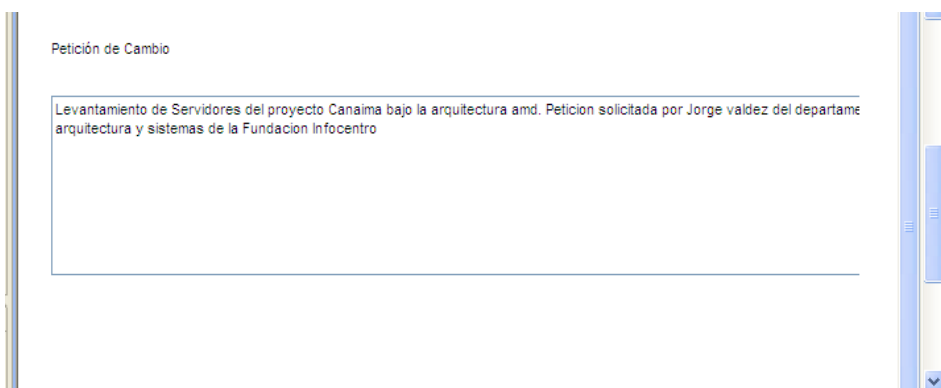 Petición de Cambio
Levantamiento de Servidores del proyecto Canaima bajo la arquitectura amd. Peticion solicitada por Jorge valdez del departame
arquitectura y sistemas de la Fundacion Infocentro